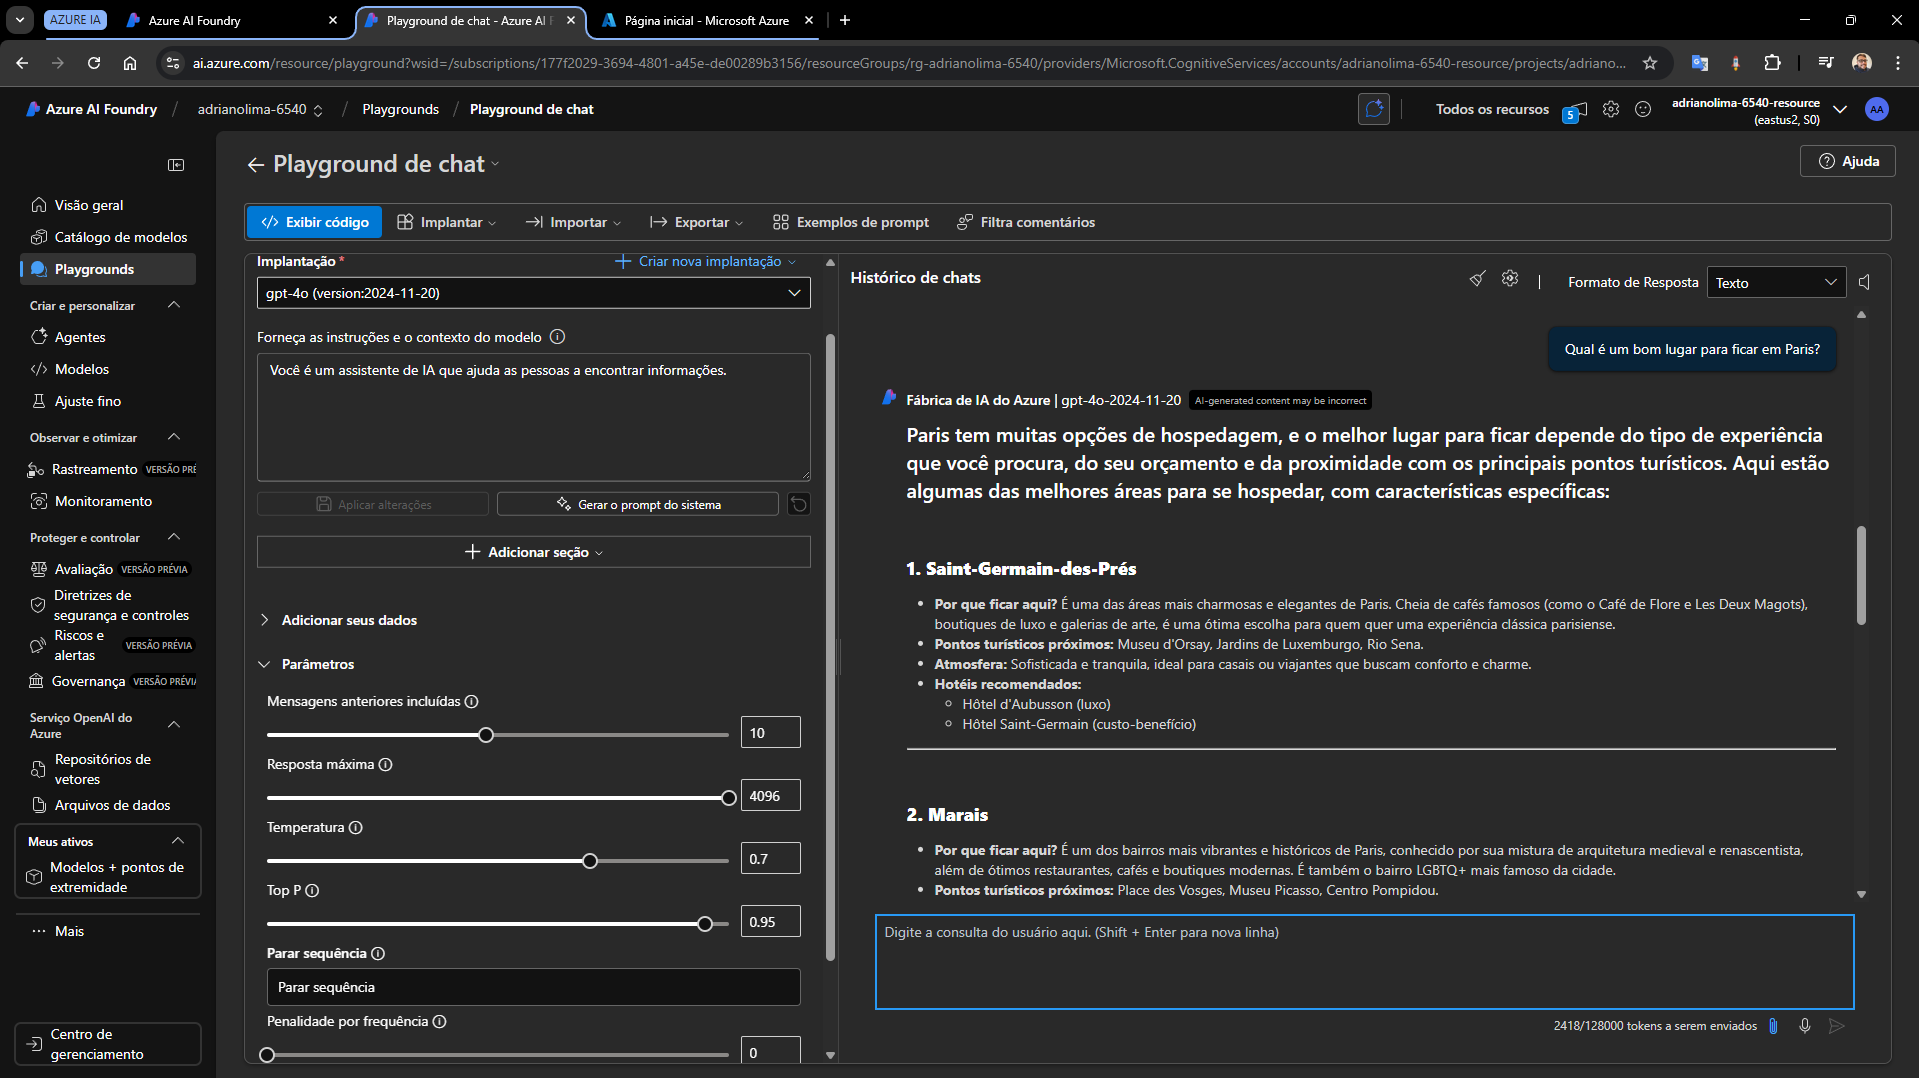 AZURE IA
Azure AI Foundry
Playground de chat - Azure AI F
Página inicial - Microsoft Azure
ai.azure.com/resource/playground?wsid=/subscriptions/177f2029-3694-4801-a45e-de00289b3156/resourceGroups/rg-adrianolima-6540/providers/Microsoft.CognitiveServices/accounts/adrianolima-6540-resource/projects/adriano...
Azure AI Foundry / adrianolima-6540 / Playgrounds / Playground de chat
Todos os recursos
5
adrianolima-6540-resource
(eastus2, S0)
AA
Visão geral
Catálogo de modelos
Playgrounds
Criar e personalizar
Agentes
Modelos
Ajuste fino
Observar e otimizar
Rastreamento VERSÃO PRÉ
Monitoramento
Proteger e controlar
Avaliação VERSÃO PRÉVIA
Diretrizes de
segurança e controles
Riscos e
alertas VERSÃO PRÉVIA
Governança VERSÃO PRÉVIA
Serviço OpenAI do
Azure
Repositórios de
vetores
Arquivos de dados
Meus ativos
Modelos + pontos de
extremidade
Mais
Centro de
gerenciamento
Playground de chat
Ajuda
Exibir código
Implantar
Importar
Exportar
Exemplos de prompt
Filtra comentários
Implantação *
Criar nova implantação
gpt-4o (version:2024-11-20)
Forneça as instruções e o contexto do modelo
Você é um assistente de IA que ajuda as pessoas a encontrar informações.
Aplicar alterações
Gerar o prompt do sistema
Adicionar seção
Adicionar seus dados
Parâmetros
Mensagens anteriores incluídas
10
Resposta máxima
4096
Temperatura
0.7
Top P
0.95
Parar sequência
Parar sequência
Penalidade por frequência
0
Histórico de chats
Formato de Resposta
Texto
Qual é um bom lugar para ficar em Paris?
Fábrica de IA do Azure | gpt-4o-2024-11-20 AI-generated content may be incorrect
Paris tem muitas opções de hospedagem, e o melhor lugar para ficar depende do tipo de experiência
que você procura, do seu orçamento e da proximidade com os principais pontos turísticos. Aqui estão
algumas das melhores áreas para se hospedar, com características específicas:
1. Saint-Germain-des-Prés
• Por que ficar aqui? É uma das áreas mais charmosas e elegantes de Paris. Cheia de cafés famosos (como o Café de Flore e Les Deux Magots),
boutiques de luxo e galerias de arte, é uma ótima escolha para quem quer uma experiência clássica parisiense.
• Pontos turísticos próximos: Museu d'Orsay, Jardins de Luxemburgo, Rio Sena.
• Atmosfera: Sofisticada e tranquila, ideal para casais ou viajantes que buscam conforto e charme.
• Hotéis recomendados:
Hôtel d'Aubusson (luxo)
Hôtel Saint-Germain (custo-benefício)
2. Marais
• Por que ficar aqui? É um dos bairros mais vibrantes e históricos de Paris, conhecido por sua mistura de arquitetura medieval e renascentista,
além de ótimos restaurantes, cafés e boutiques modernas. É também o bairro LGBTQ+ mais famoso da cidade.
• Pontos turísticos próximos: Place des Vosges, Museu Picasso, Centro Pompidou.
Digite a consulta do usuário aqui. (Shift + Enter para nova linha)
2418/128000 tokens a serem enviados